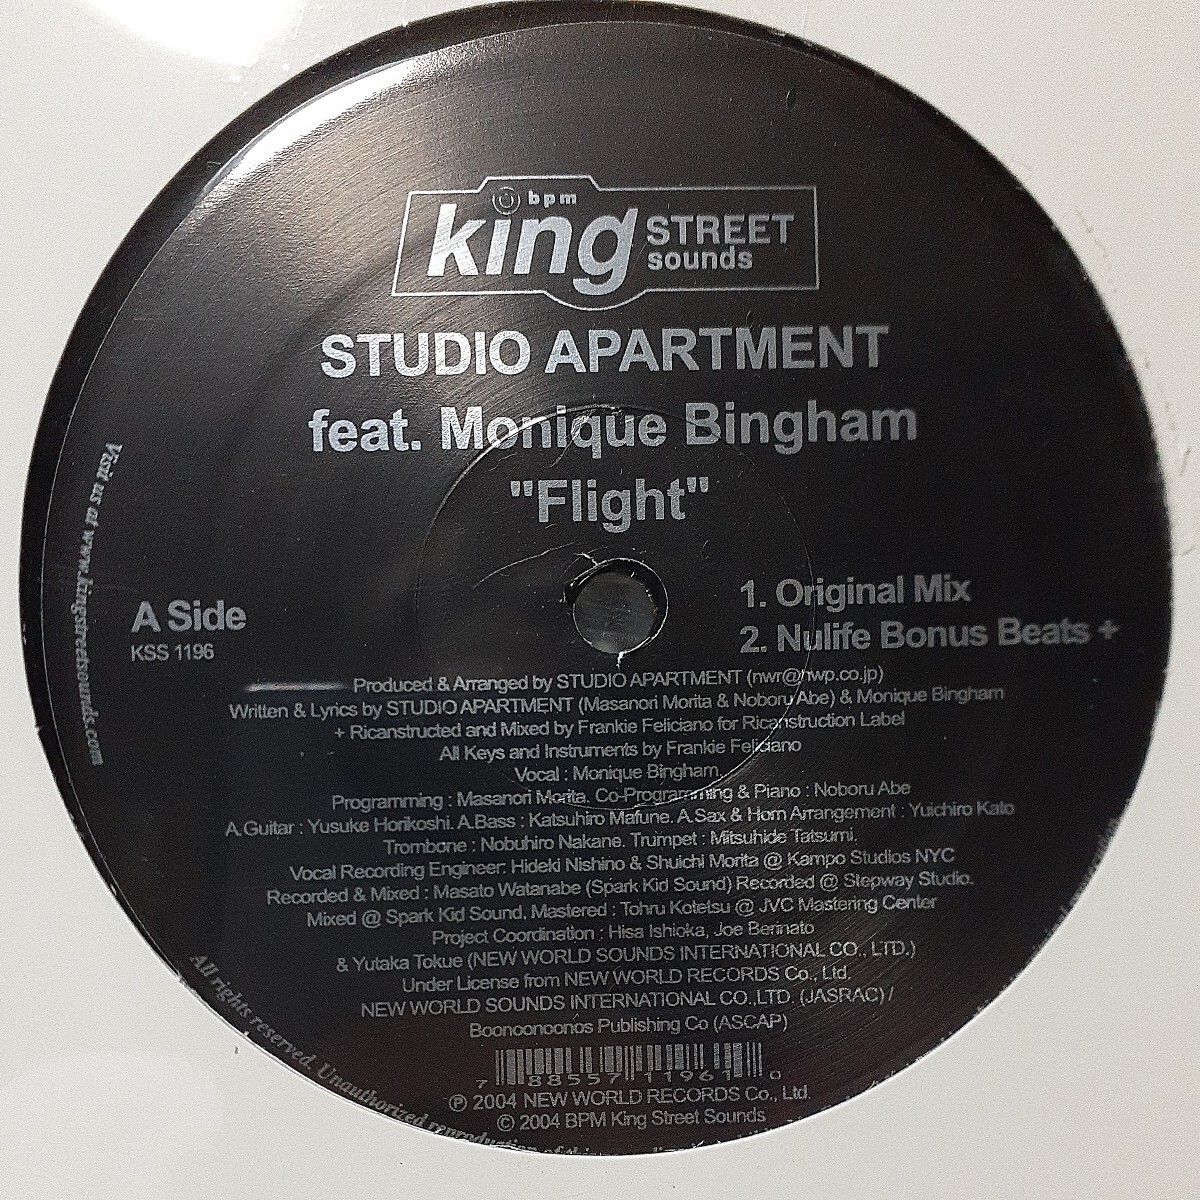 bpm
king STREET
sounds
STUDIO APARTMENT
feat. Monique Bingham
"Flight"
A Side
KSS 1196
1. Original Mix
2. Nulife Bonus Beats +
Produced & Arranged by STUDIO APARTMENT (nwr@nwp.co.jp)
Written & Lyrics by STUDIO APARTMENT (Masanori Morita & Noboru Abe) & Monique Bingham
+ Ricanstructed and Mixed by Frankie Feliciano for Ricanstruction Label
All Keys and Instruments by Frankie Feliciano
Vocal : Monique Bingham.
Programming : Masanori Morita. Co-Programming & Piano : Noboru Abe
A.Guitar : Yusuke Horikoshi. A.Bass : Katsuhiro Mafune. A.Sax & Horn Arrangement : Yuichiro Kato
Trombone : Nobuhiro Nakane. Trumpet : Mitsuhide Tatsumi.
Vocal Recording Engineer: Hideki Nishino & Shuichi Morita @ Kampo Studios NYC
Recorded & Mixed : Masato Watanabe (Spark Kid Sound) Recorded @ Stepway Studio.
Mixed @ Spark Kid Sound. Mastered : Tohru Kotetsu @ JVC Mastering Center
Project Coordination : Hisa Ishioka, Joe Berinato
& Yutaka Tokue (NEW WORLD SOUNDS INTERNATIONAL CO., LTD.)
Under License from NEW WORLD RECORDS Co., Ltd.
NEW WORLD SOUNDS INTERNATIONAL CO.,LTD. (JASRAC) /
Boonoonoonos Publishing Co (ASCAP)
7 88557 11961 0
℗ 2004 NEW WORLD RECORDS Co., Ltd.
© 2004 BPM King Street Sounds
Visit us at www.kingstreetsounds.com
All rights reserved. Unauthorized reproduction of this